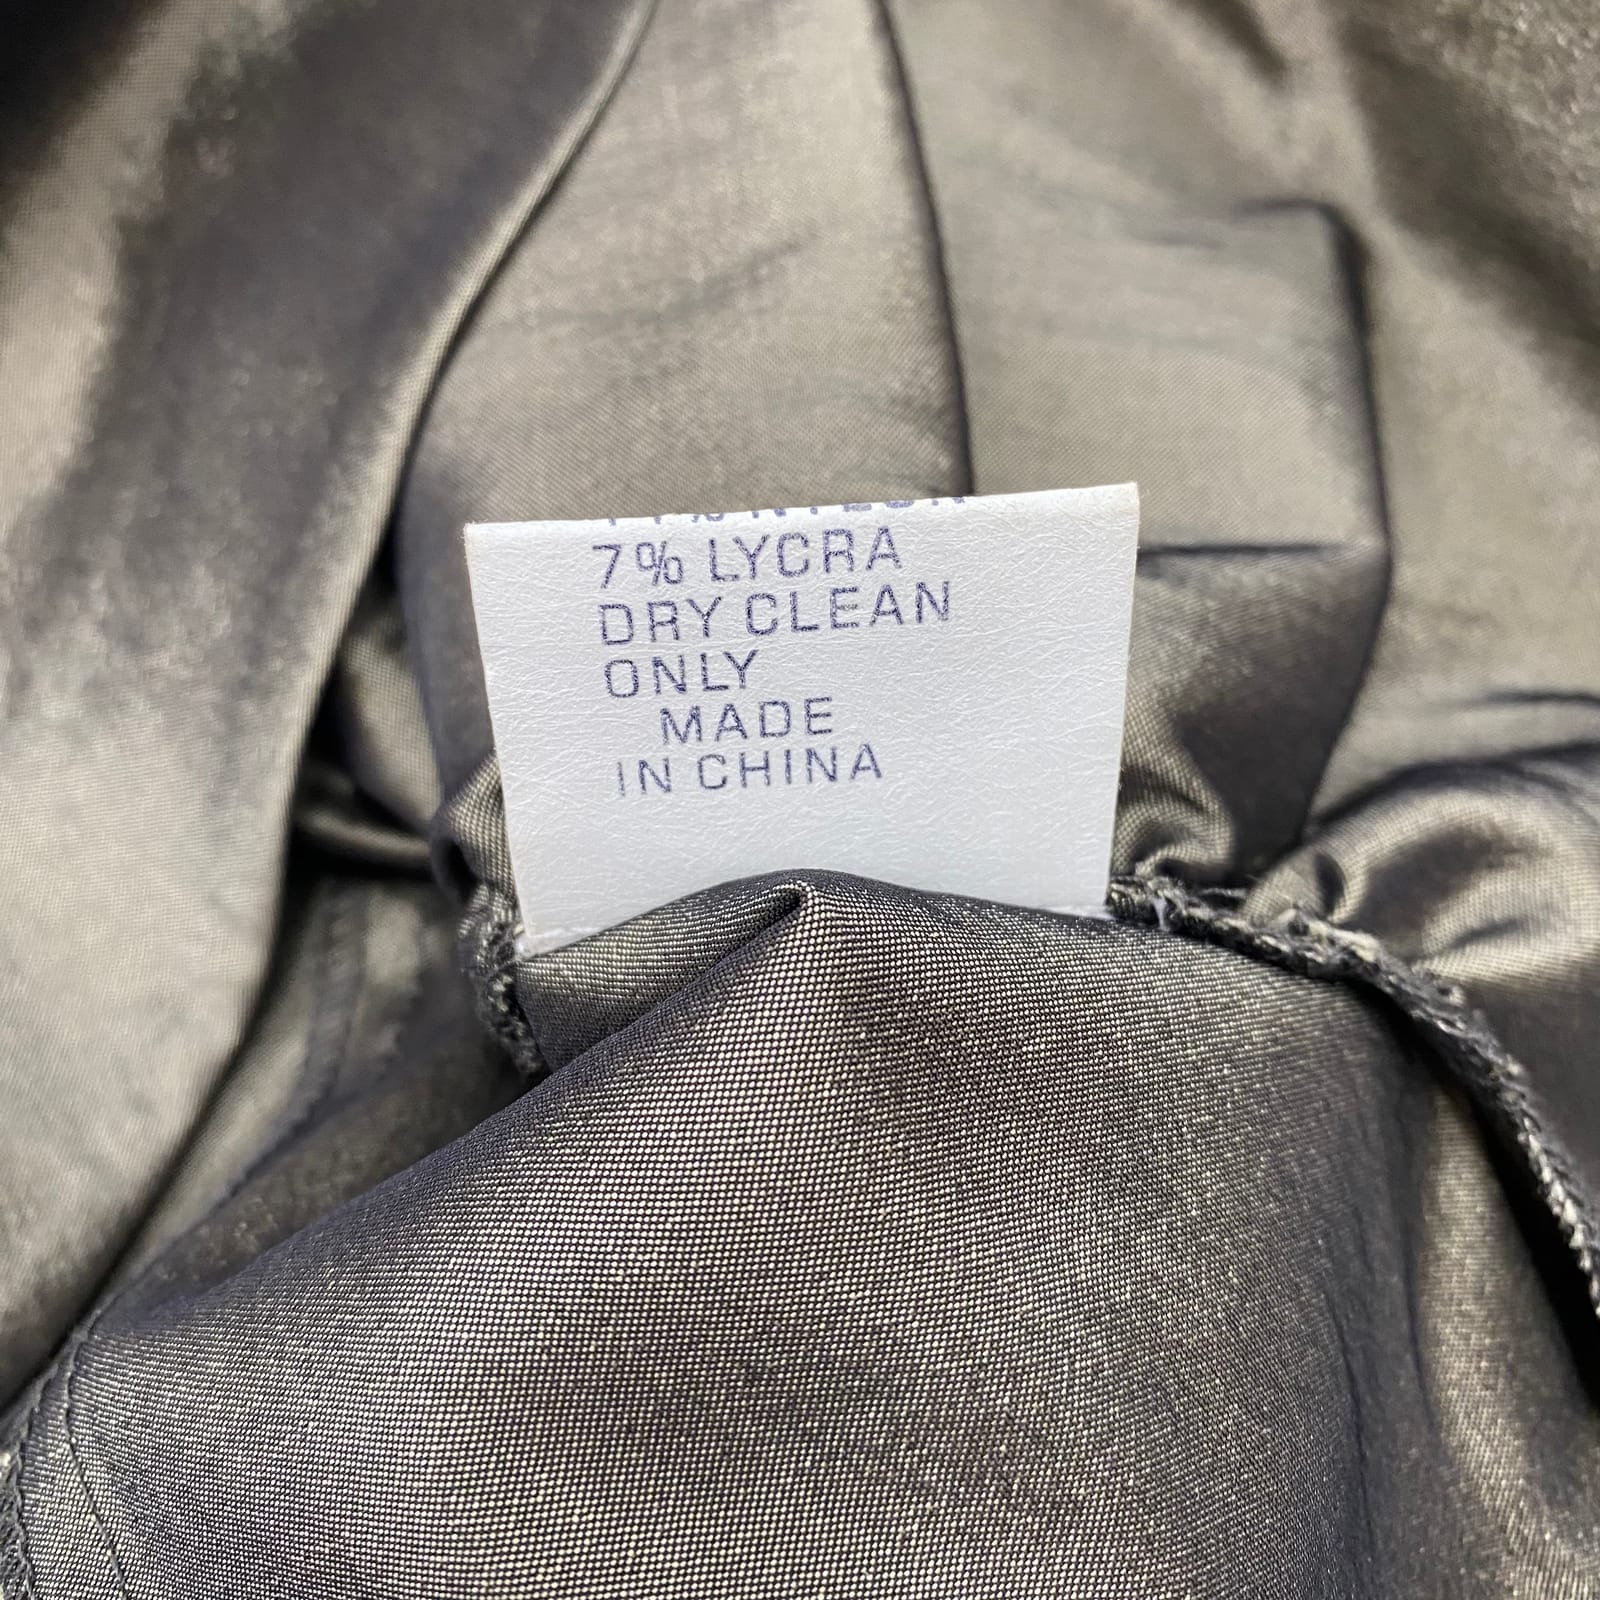 7% LYCRA
DRY CLEAN
ONLY
MADE
IN CHINA